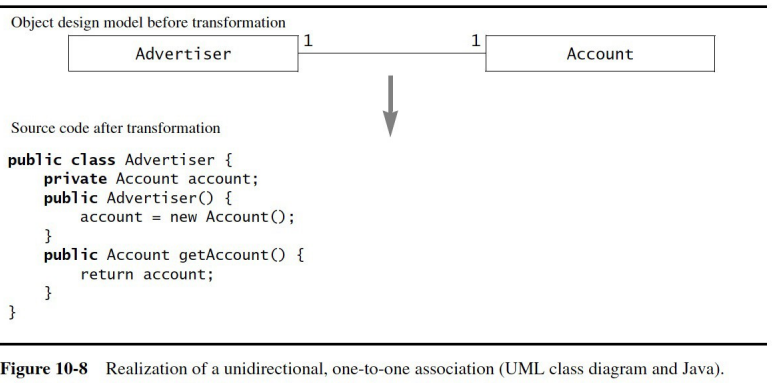 Object design model before transformation
Advertiser 1 1 Account
Source code after transformation
public class Advertiser {
    private Account account;
    public Advertiser() {
        account = new Account();
    }
    public Account getAccount() {
        return account;
    }
}
Figure 10-8 Realization of a unidirectional, one-to-one association (UML class diagram and Java).